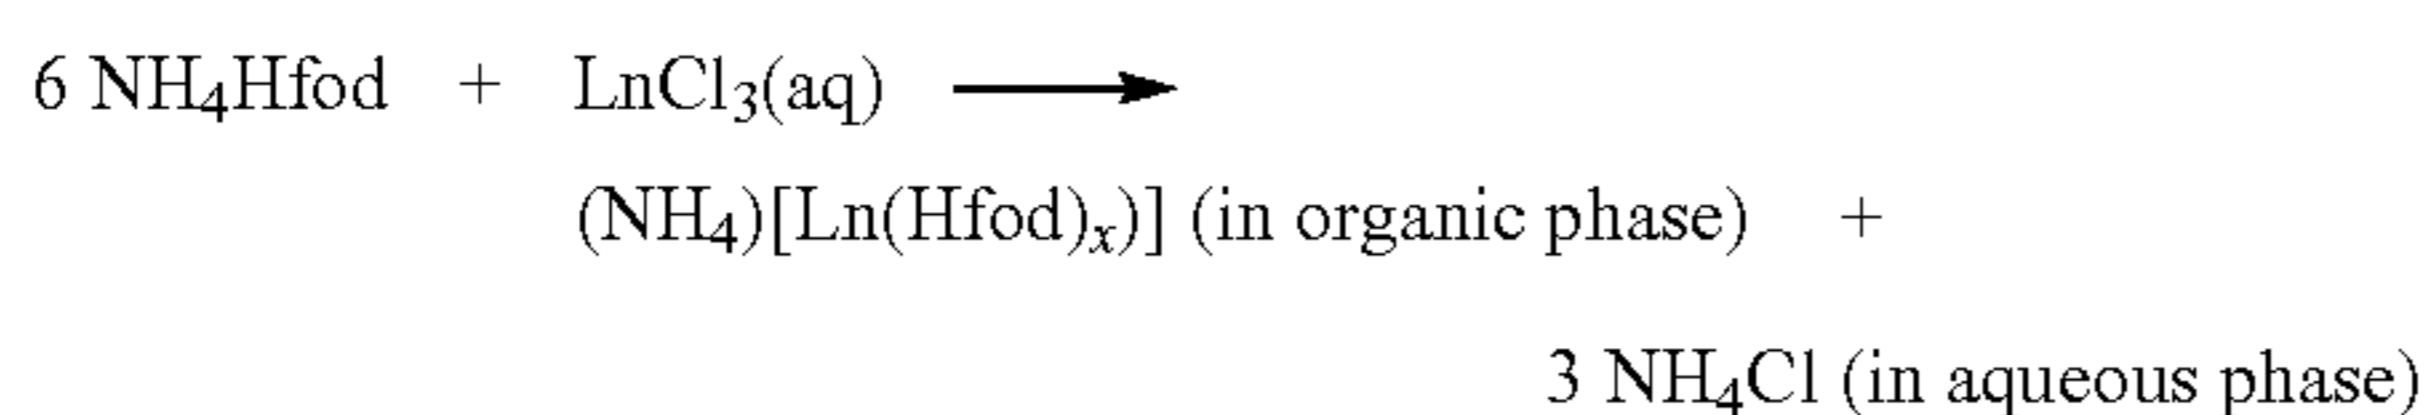 6 NH₄Hfod + LnCl₃(aq) ⟶
(NH₄)[Ln(Hfod)ₓ)] (in organic phase) +
3 NH₄Cl (in aqueous phase)